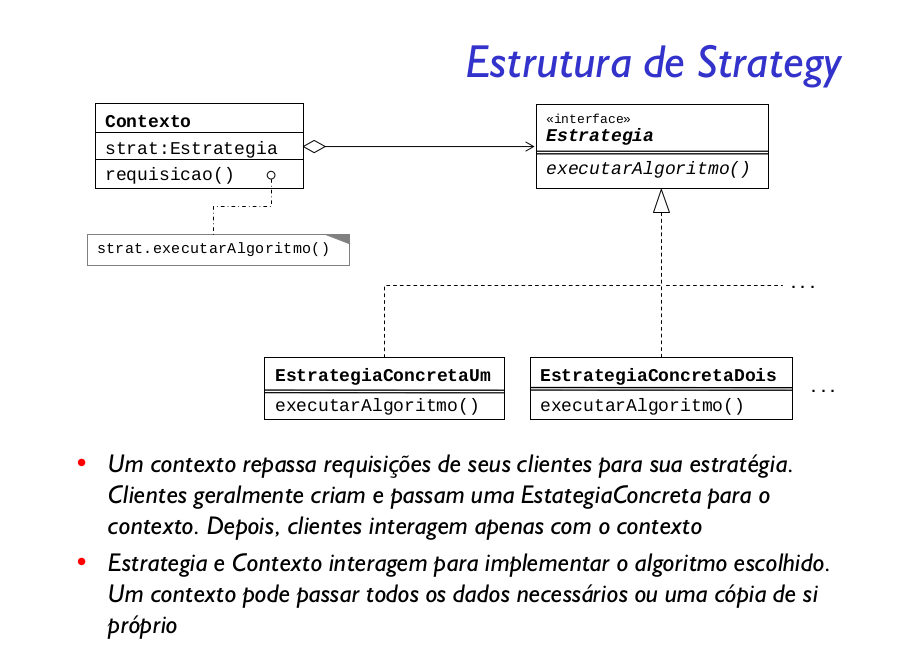 Estrutura de Strategy
Contexto
strat:Estrategia
requisicao()
«interface»
Estrategia
executarAlgoritmo()
strat.executarAlgoritmo()
...
EstrategiaConcretaUm
executarAlgoritmo()
EstrategiaConcretaDois
executarAlgoritmo()
...
• Um contexto repassa requisições de seus clientes para sua estratégia.
Clientes geralmente criam e passam uma EstategiaConcreta para o
contexto. Depois, clientes interagem apenas com o contexto
• Estrategia e Contexto interagem para implementar o algoritmo escolhido.
Um contexto pode passar todos os dados necessários ou uma cópia de si
próprio